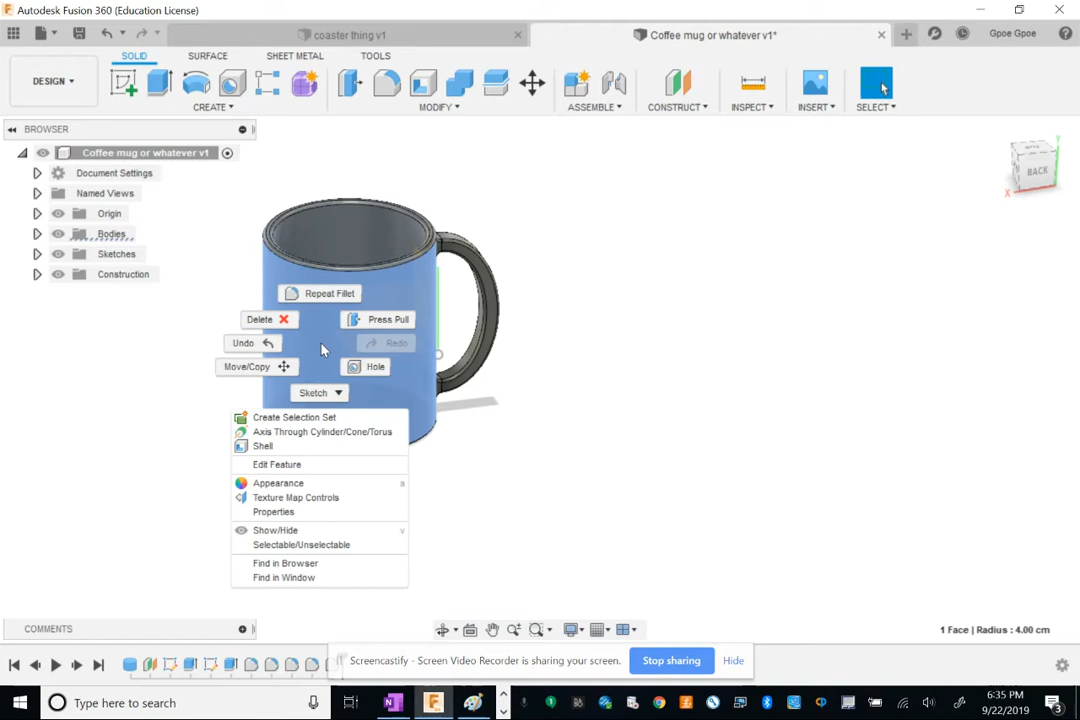 Autodesk Fusion 360 (Education License)
coaster thing v1
Coffee mug or whatever v1*
Gpoe Gpoe
SOLID SURFACE SHEET METAL TOOLS
DESIGN
CREATE MODIFY ASSEMBLE CONSTRUCT INSPECT INSERT SELECT
BROWSER
Coffee mug or whatever v1
Document Settings
Named Views
Origin
Bodies
Sketches
Construction
BACK
X
Y
Repeat Fillet
Delete Press Pull
Undo Redo
Move/Copy Hole
Sketch
Create Selection Set
Axis Through Cylinder/Cone/Torus
Shell
Edit Feature
Appearance a
Texture Map Controls
Properties
Show/Hide v
Selectable/Unselectable
Find in Browser
Find in Window
COMMENTS
1 Face | Radius : 4.00 cm
Screencastify - Screen Video Recorder is sharing your screen. Stop sharing Hide
Type here to search
6:35 PM
9/22/2019
3